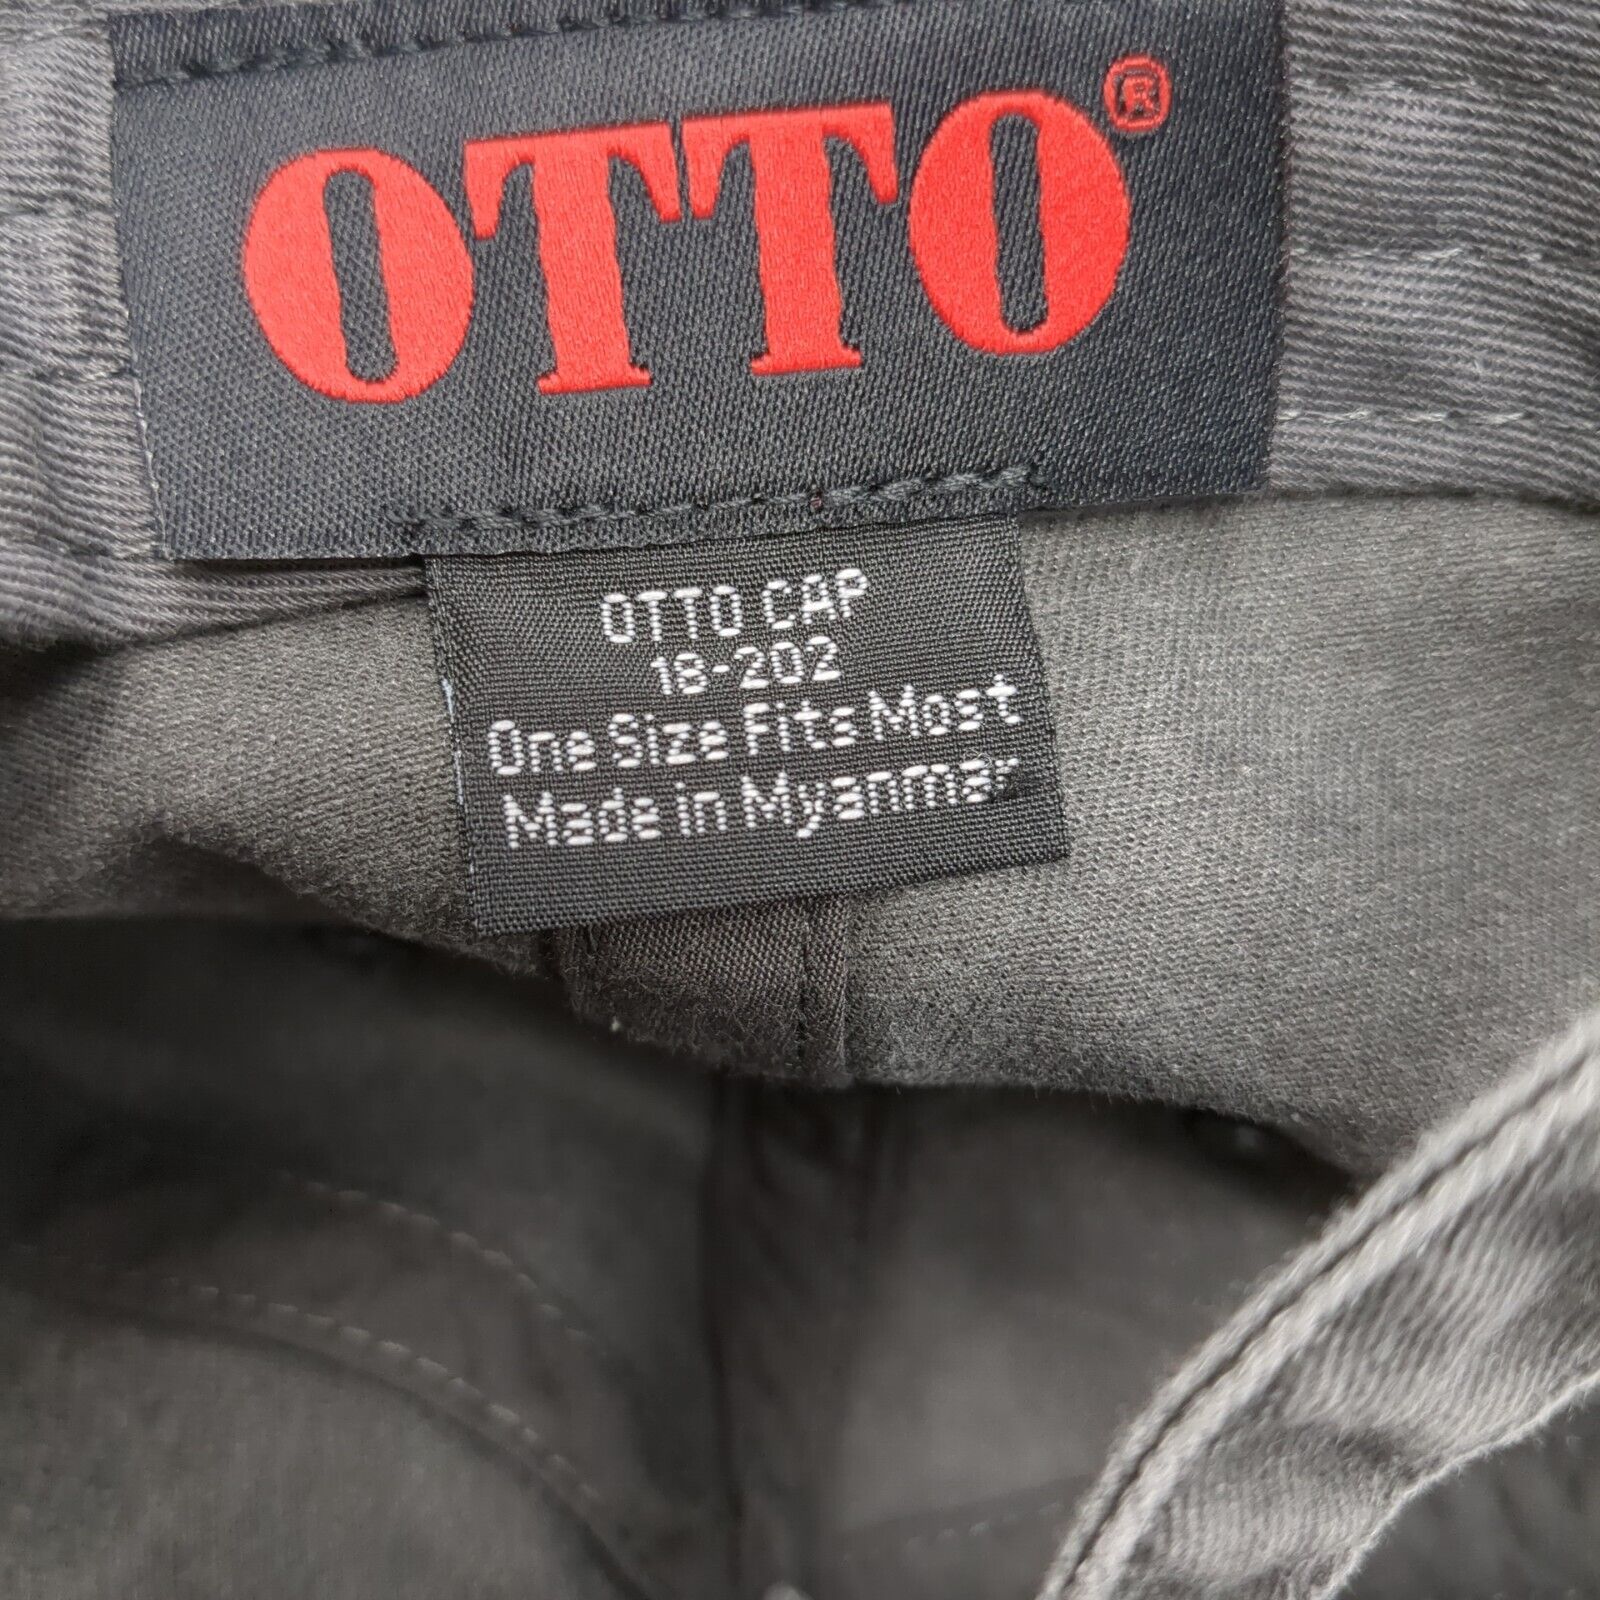 OTTO®
OTTO CAP
18-202
One Size Fits Most
Made in Myanmar